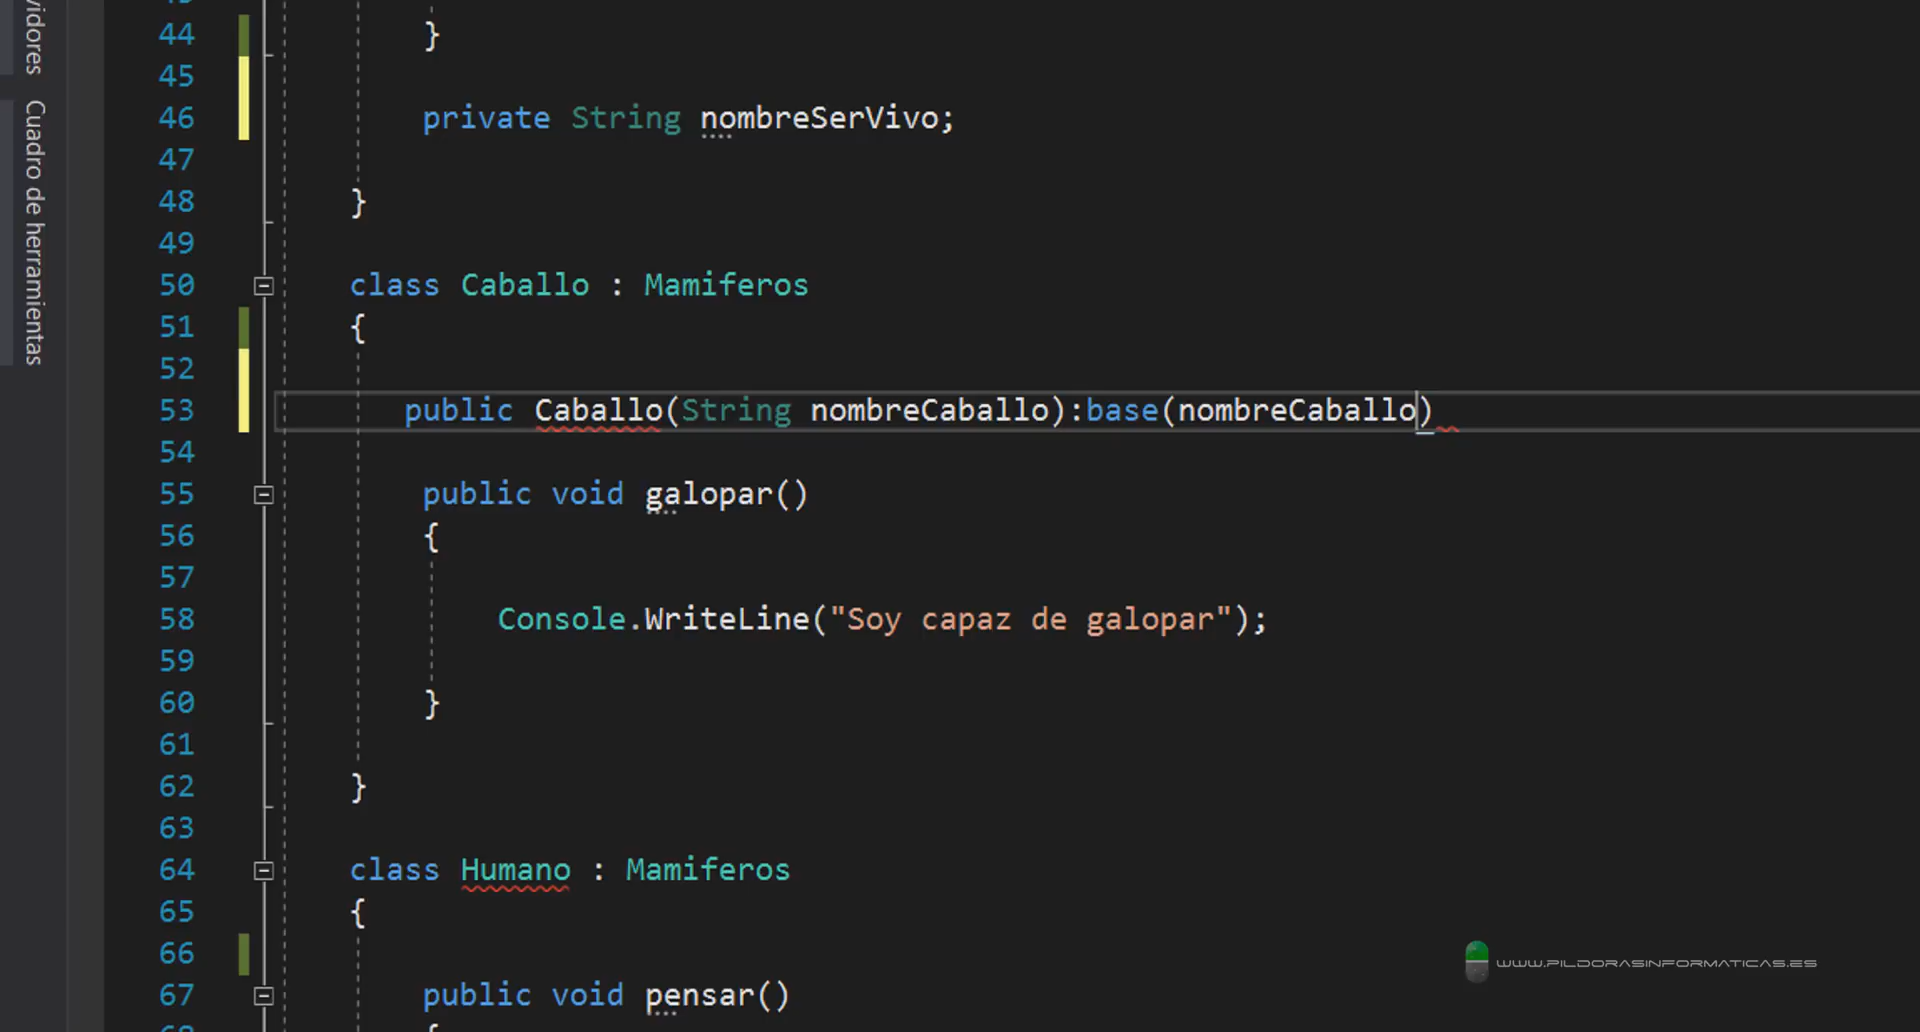 vidores
Cuadro de herramientas
44 }
45
46 private String nombreSerVivo;
47
48 }
49
50 class Caballo : Mamiferos
51 {
52
53 public Caballo(String nombreCaballo):base(nombreCaballo)
54
55 public void galopar()
56 {
57
58 Console.WriteLine("Soy capaz de galopar");
59
60 }
61
62 }
63
64 class Humano : Mamiferos
65 {
66
67 public void pensar()
WWW.PILDORASINFORMATICAS.ES